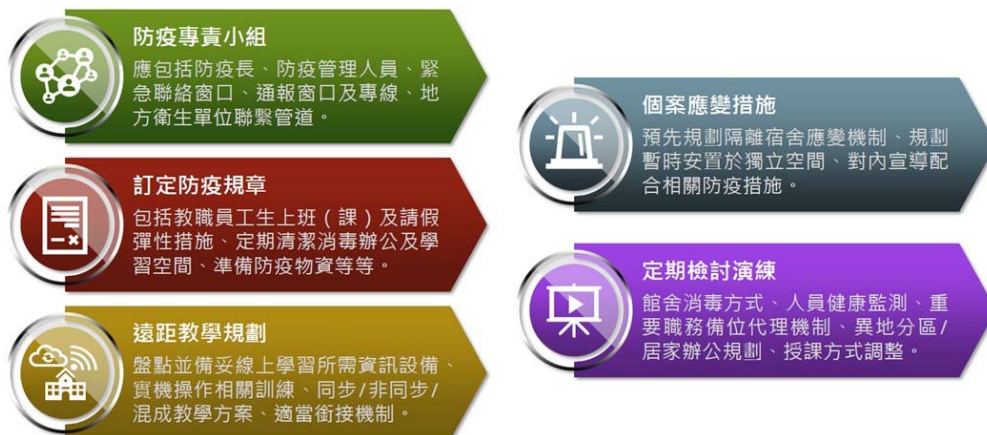 防疫專責小組
應包括防疫長、防疫管理人員、緊
急聯絡窗口、通報窗口及專線、地
方衛生單位聯繫管道。
訂定防疫規章
包括教職員工生上班（課）及請假
彈性措施、定期清潔消毒辦公及學
習空間、準備防疫物資等等。
遠距教學規劃
盤點並備妥線上學習所需資訊設備、
實機操作相關訓練、同步/非同步/
混成教學方案、適當銜接機制。
個案應變措施
預先規劃隔離宿舍應變機制、規劃
暫時安置於獨立空間、對內宣導配
合相關防疫措施。
定期檢討演練
館舍消毒方式、人員健康監測、重
要職務備位代理機制、異地分區/
居家辦公規劃、授課方式調整。